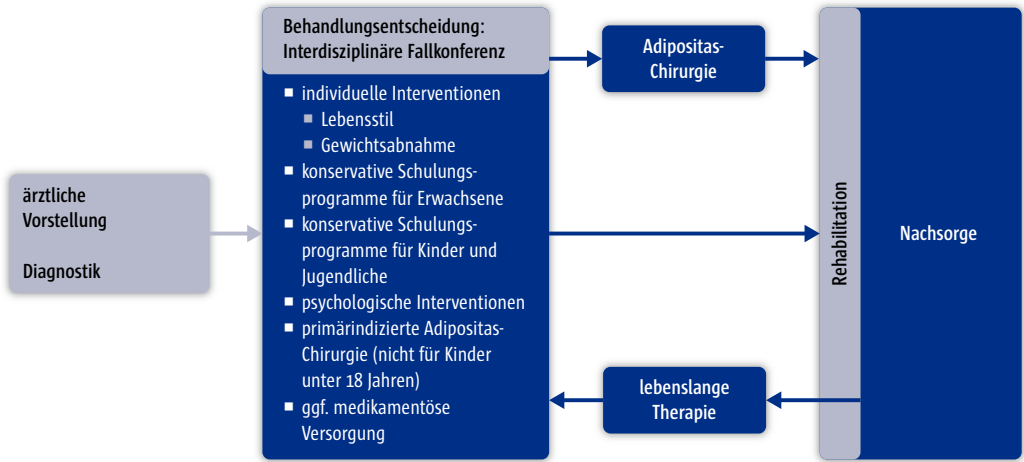 ärztliche
Vorstellung
Diagnostik
Behandlungsentscheidung:
Interdisziplinäre Fallkonferenz
individuelle Interventionen
Lebensstil
Gewichtsabnahme
konservative Schulungs-
programme für Erwachsene
konservative Schulungs-
programme für Kinder und
Jugendliche
psychologische Interventionen
primärindizierte Adipositas-
Chirurgie (nicht für Kinder
unter 18 Jahren)
ggf. medikamentöse
Versorgung
Adipositas-
Chirurgie
lebenslange
Therapie
Rehabilitation
Nachsorge